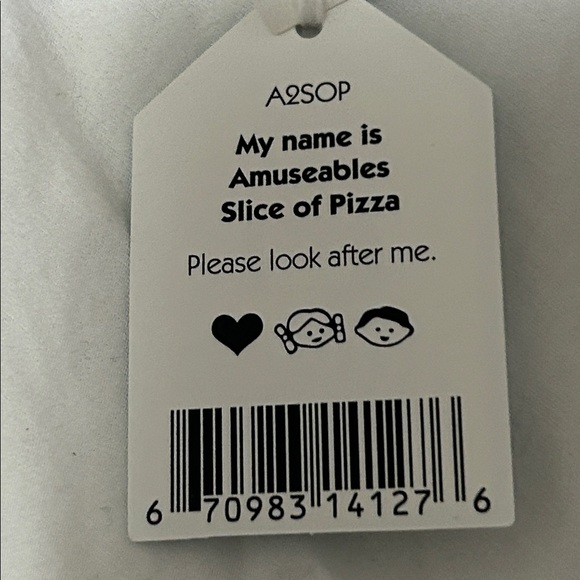 A2SOP
My name is
Amuseables
Slice of Pizza
Please look after me.
6 70983 14127 6